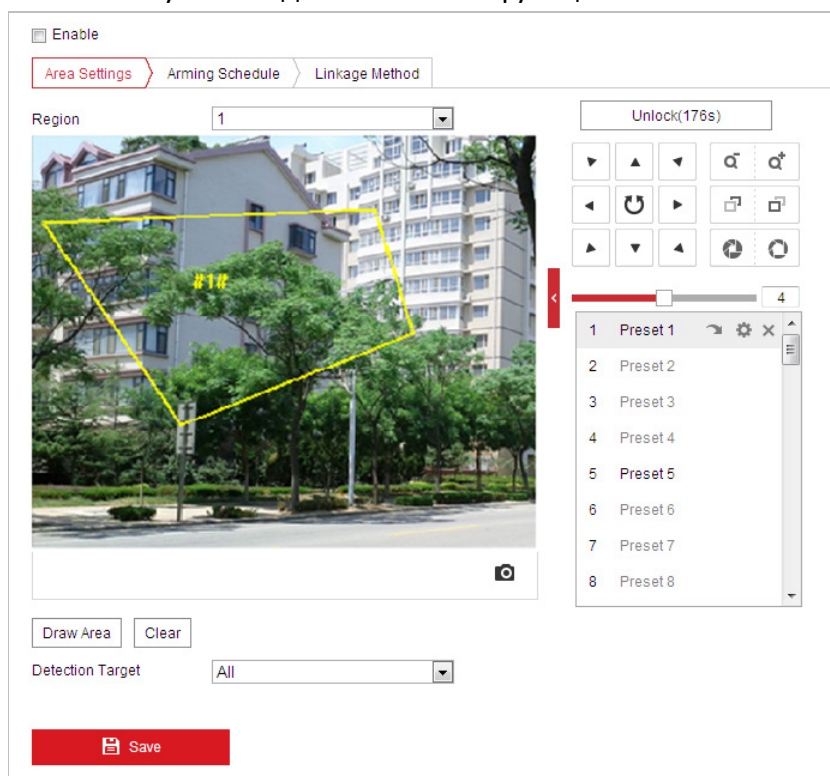 Enable
Area Settings Arming Schedule Linkage Method
Region 1
Unlock(176s)
#1#
4
1 Preset 1
2 Preset 2
3 Preset 3
4 Preset 4
5 Preset 5
6 Preset 6
7 Preset 7
8 Preset 8
Draw Area Clear
Detection Target All
Save